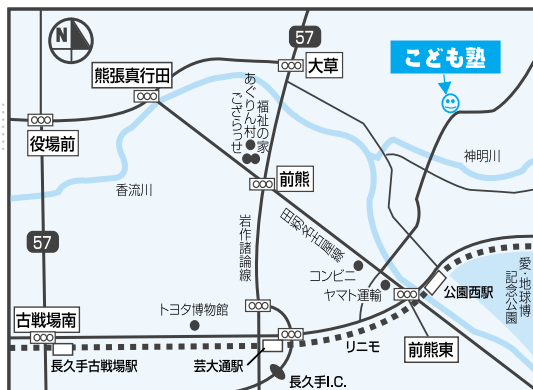 N
57
大草
こども塾
熊張真行田
あぐりん村
ござらっせ
福祉の家
役場前
神明川
香流川
前熊
57
岩作諸輪線
田籾名古屋線
コンビニ
ヤマト運輸
愛・地球博
記念公園
公園西駅
古戦場南
トヨタ博物館
リニモ
前熊東
長久手古戦場駅
芸大通駅
長久手I.C.